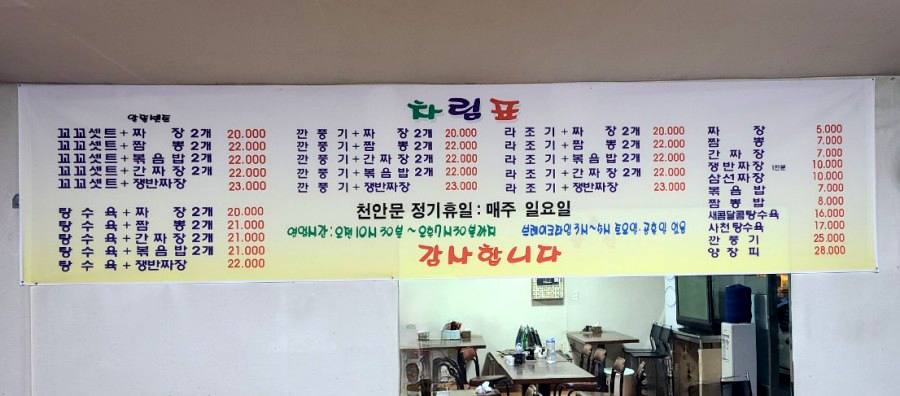 차림표
꼬꼬셋트+짜 장 2개 20.000
꼬꼬셋트+짬 뽕 2개 22.000
꼬꼬셋트+볶음밥 2개 22.000
꼬꼬셋트+간짜장 2개 22.000
꼬꼬셋트+쟁반짜장 23.000
탕수육+짜 장 2개 20.000
탕수육+짬 뽕 2개 21.000
탕수육+간짜장 2개 21.000
탕수육+볶음밥 2개 21.000
탕수육+쟁반짜장 22.000
깐풍기+짜 장 2개 20.000
깐풍기+짬 뽕 2개 22.000
깐풍기+간짜장 2개 22.000
깐풍기+볶음밥 2개 22.000
깐풍기+쟁반짜장 23.000
라조기+짜 장 2개 20.000
라조기+짬 뽕 2개 22.000
라조기+볶음밥 2개 22.000
라조기+간짜장 2개 22.000
라조기+쟁반짜장 23.000
짜 장 5.000
짬 뽕 7.000
간짜장 7.000
쟁반짜장 1인분 10.000
삼선짜장 10.000
볶음밥 7.000
짬뽕밥 8.000
새콤달콤탕수육 16.000
사천탕수육 17.000
깐풍기 25.000
양장피 28.000
천안문 정기휴일 : 매주 일요일
감사합니다